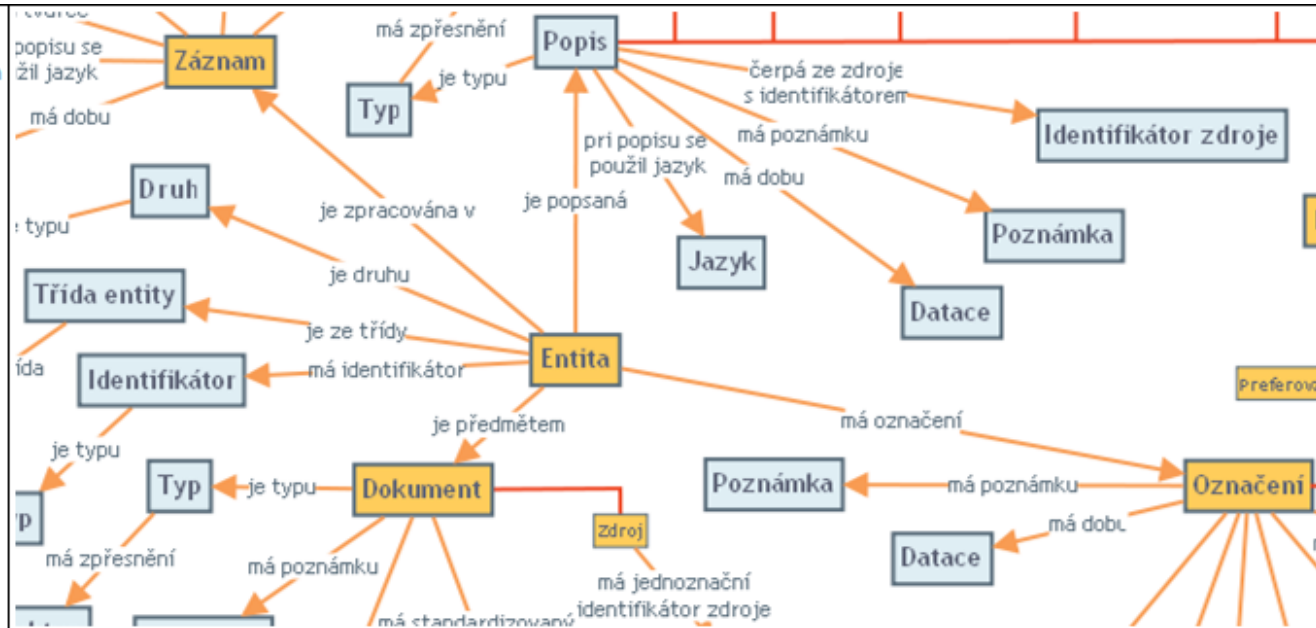 popisu se
žil jazyk
Záznam
má dobu
má zpřesnění
Typ
je typu
Popis
čerpá ze zdroje
s identifikátorem
Identifikátor zdroje
má poznámku
Poznámka
pri popisu se
použil jazyk
má dobu
Jazyk
Datace
Druh
typu
je zpracována v
je popsaná
je druhu
Třída entity
je ze třídy
Entita
Identifikátor
má identifikátor
je předmětem
má označení
je typu
Typ
je typu
Dokument
Zdroj
Poznámka
má poznámku
Označení
má dobu
Datace
má zpřesnění
má poznámku
má standardizovaný
má jednoznační
identifikátor zdroje